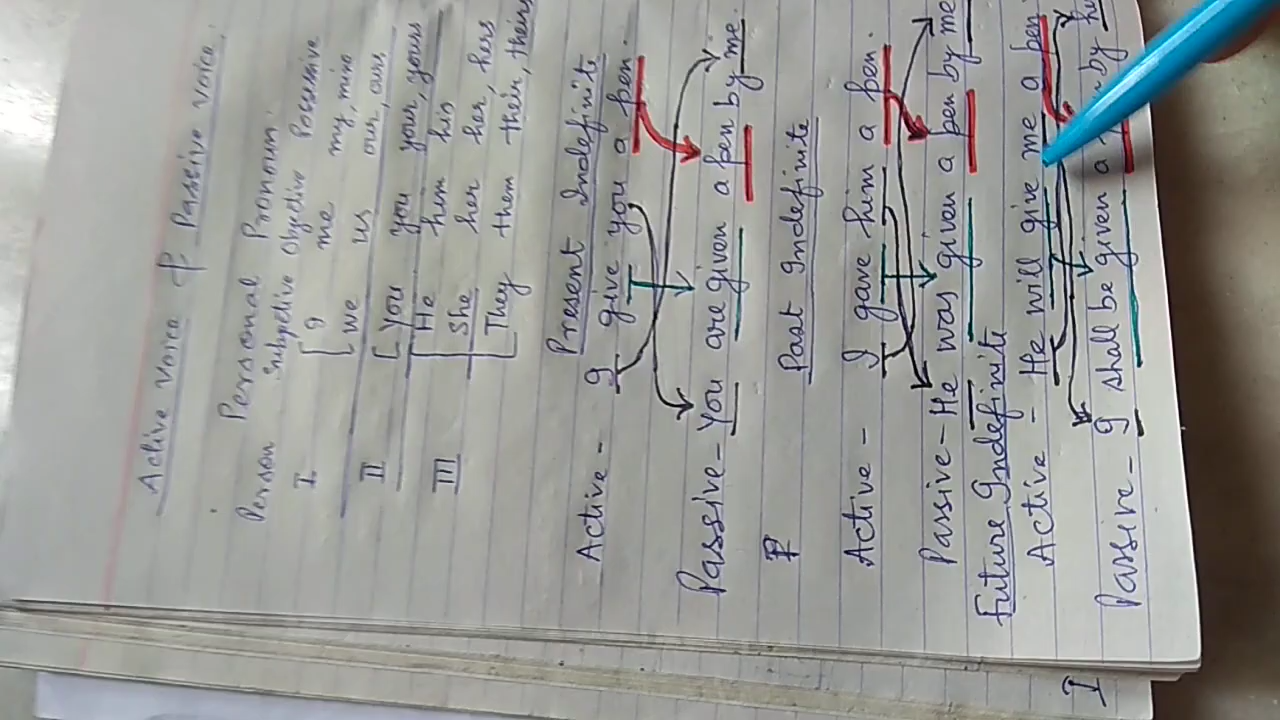 Active Voice & Passive Voice.
Personal Pronoun.
Person Subjective Objective Possessive
I I me my, mine
we us our, ours
II You you your, yours
III He him his
She her her, hers
They them their, theirs
Present Indefinite
Active - I give you a pen.
Passive - You are given a pen by me.
P
Past Indefinite
Active - I gave him a pen.
Passive - He was given a pen by me
Future Indefinite
Active - He will give me a pen.
Passive - I shall be given a by
I